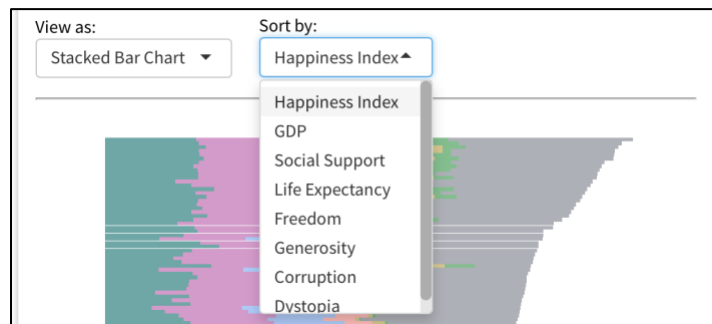 View as:
Sort by:
Stacked Bar Chart
Happiness Index
Happiness Index
GDP
Social Support
Life Expectancy
Freedom
Generosity
Corruption
Dystopia